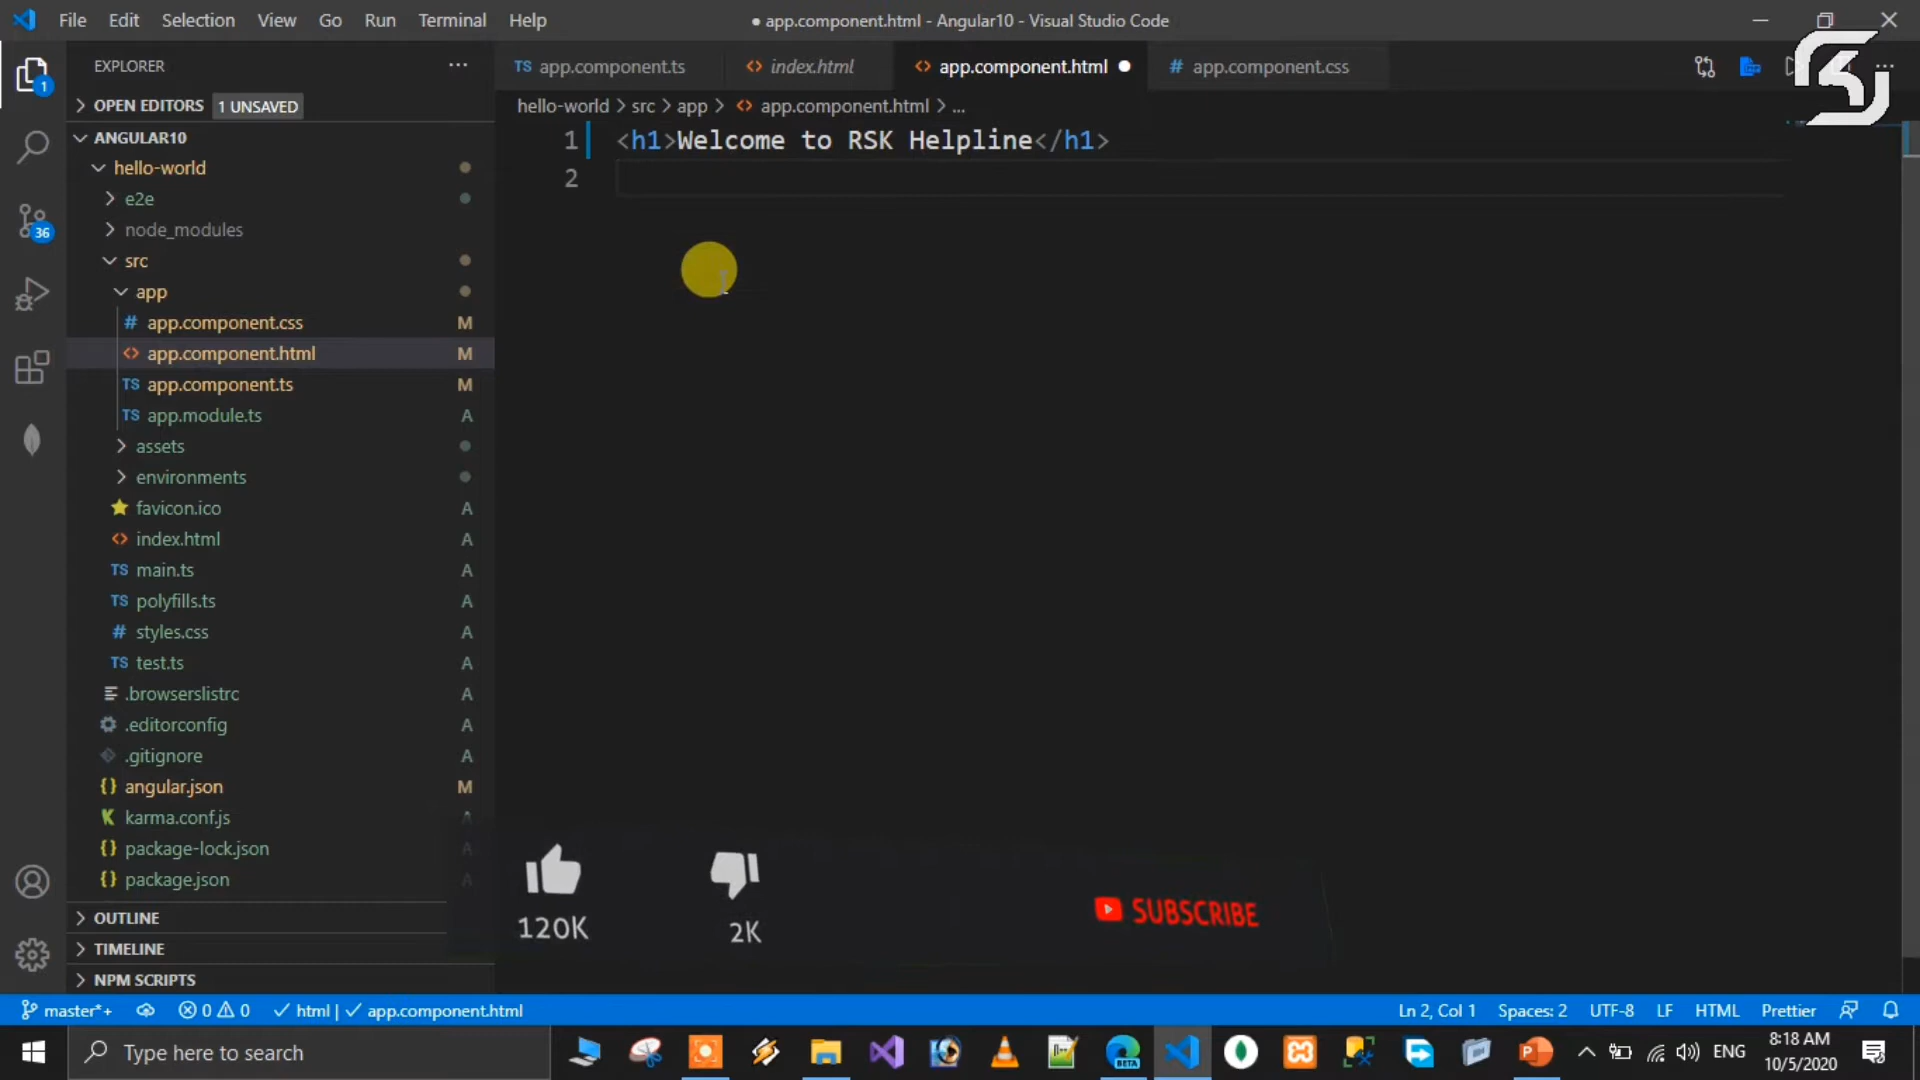 File Edit Selection View Go Run Terminal Help
● app.component.html - Angular10 - Visual Studio Code
EXPLORER
TS app.component.ts
<> index.html
<> app.component.html
# app.component.css
1
OPEN EDITORS 1 UNSAVED
hello-world > src > app > <> app.component.html > ...
ANGULAR10
1 <h1>Welcome to RSK Helpline</h1>
2
hello-world
e2e
36
node_modules
src
app
# app.component.css M
<> app.component.html M
TS app.component.ts M
TS app.module.ts A
assets
environments
favicon.ico A
<> index.html A
TS main.ts A
TS polyfills.ts A
# styles.css A
TS test.ts A
.browserslistrc A
.editorconfig A
.gitignore A
{} angular.json M
K karma.conf.js A
{} package-lock.json A
{} package.json A
OUTLINE
TIMELINE
NPM SCRIPTS
120K
2K
SUBSCRIBE
master*+ 0 0 html | app.component.html
Ln 2, Col 1 Spaces: 2 UTF-8 LF HTML Prettier
Type here to search
BETA
ENG
8:18 AM
10/5/2020